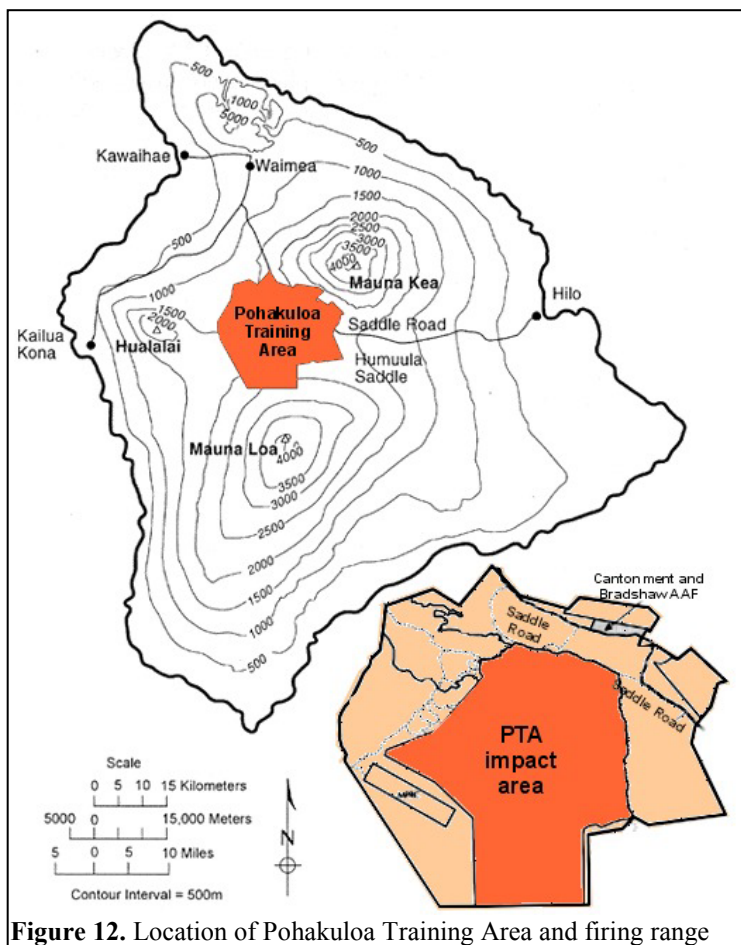 500
1000
5000
500
Kawaihae
Waimea
1000
1500
2000
2500
3000
3500
4000
Mauna Kea
500
1000
1500
2000
Hualalai
Kailua
Kona
Pohakuloa
Training
Area
Saddle Road
Humuula
Saddle
Hilo
Mauna Loa
4000
3500
3000
2500
2000
1500
1000
500
Cantonment and
Bradshaw AAF
Saddle
Road
Saddle Road
PTA
impact
area
Scale
0 5 10 15 Kilometers
5000 0 15,000 Meters
5 0 5 10 Miles
Contour Interval = 500m
N
Figure 12. Location of Pohakuloa Training Area and firing range